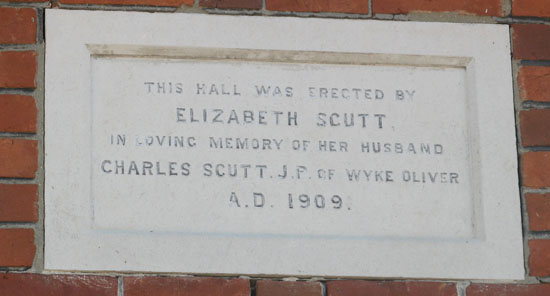 THIS HALL WAS ERECTED BY
ELIZABETH SCUTT,
IN LOVING MEMORY OF HER HUSBAND
CHARLES SCUTT. J.P. OF WYKE OLIVER
A.D. 1909.